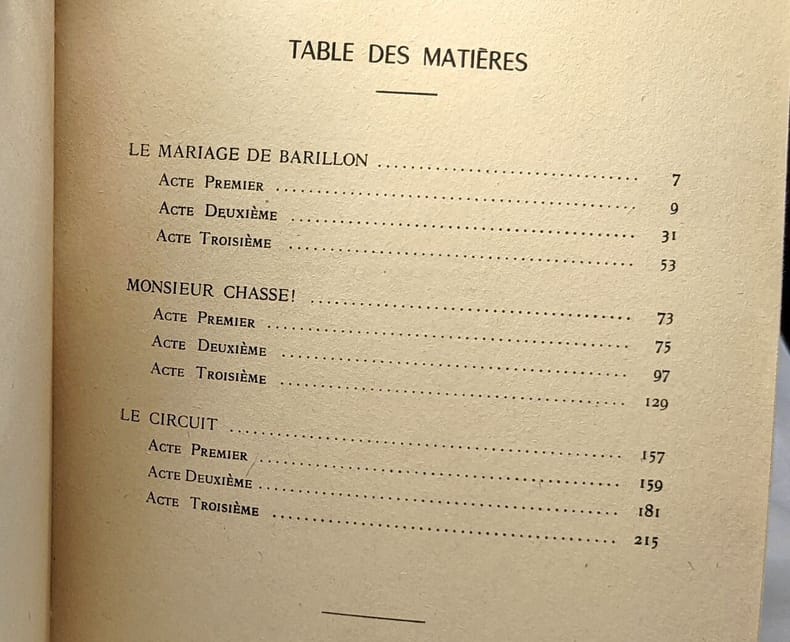 TABLE DES MATIÈRES
LE MARIAGE DE BARILLON ........................ 7
ACTE PREMIER ........................ 9
ACTE DEUXIÈME ........................ 31
ACTE TROISIÈME ........................ 53
MONSIEUR CHASSE! ........................ 73
ACTE PREMIER ........................ 75
ACTE DEUXIÈME ........................ 97
ACTE TROISIÈME ........................ 129
LE CIRCUIT ........................ 157
ACTE PREMIER ........................ 159
ACTE DEUXIÈME ........................ 181
ACTE TROISIÈME ........................ 215